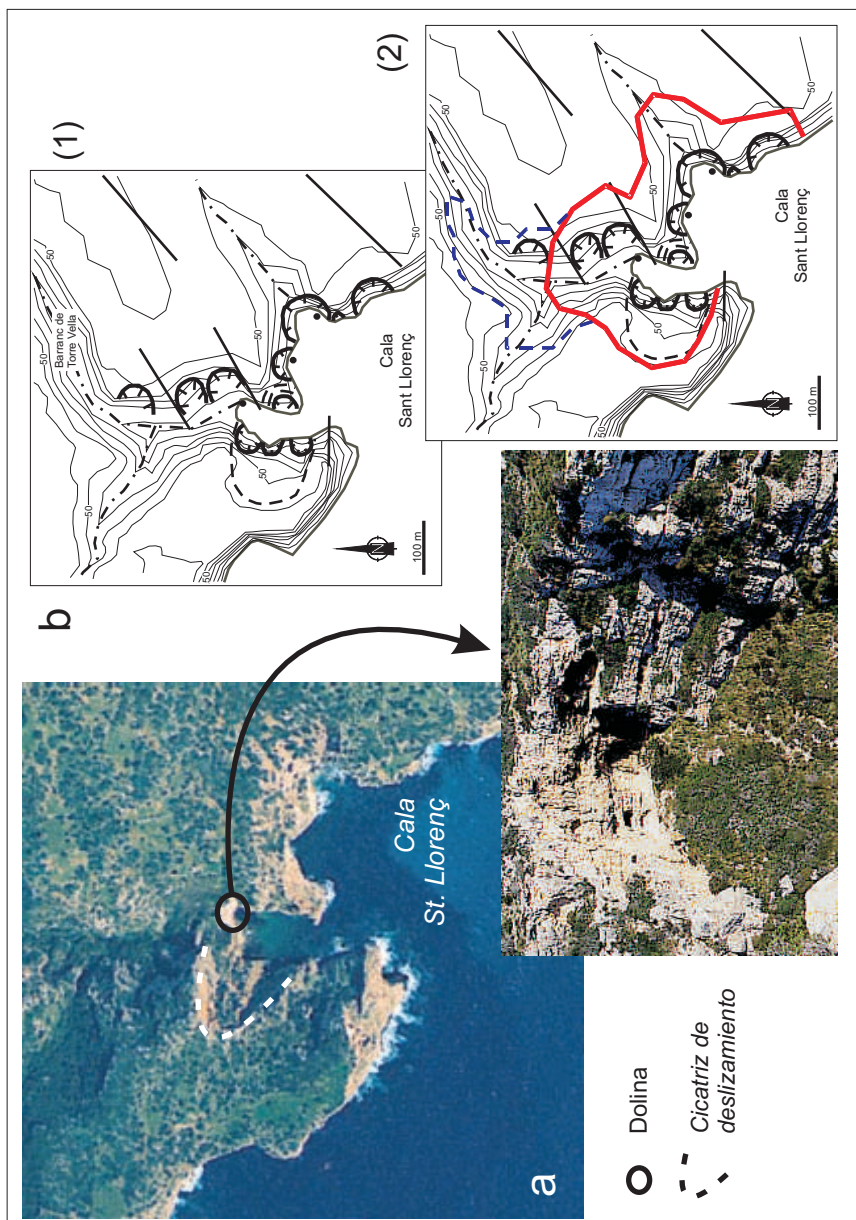 a
Cala
St. Llorenç
Dolina
Cicatriz de
deslizamiento
b
(1)
50
Barranc de
Torre Vella
50
50
50
50
Cala
Sant Llorenç
N
100 m
(2)
50
50
50
50
50
Cala
Sant Llorenç
N
100 m